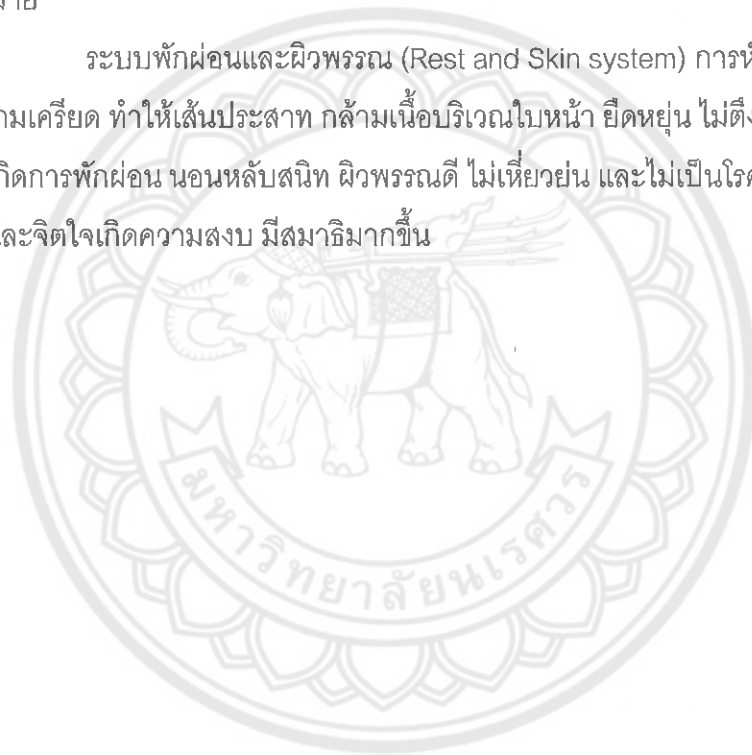 ระบบพักผ่อนและผิวพรรณ (Rest and Skin system)
ามเครียด ทำให้เส้นประสาท กล้ามเนื้อบริเวณใบหน้า ยืดหยุ่น ไม่ตึง
กิดการพักผ่อน นอนหลับสนิท ผิวพรรณดี ไม่เหี่ยวย่น และไม่เป็นโรค
ละจิตใจเกิดความสงบ มีสมาธิมากขึ้น
มหาวิทยาลัยนเรศวร